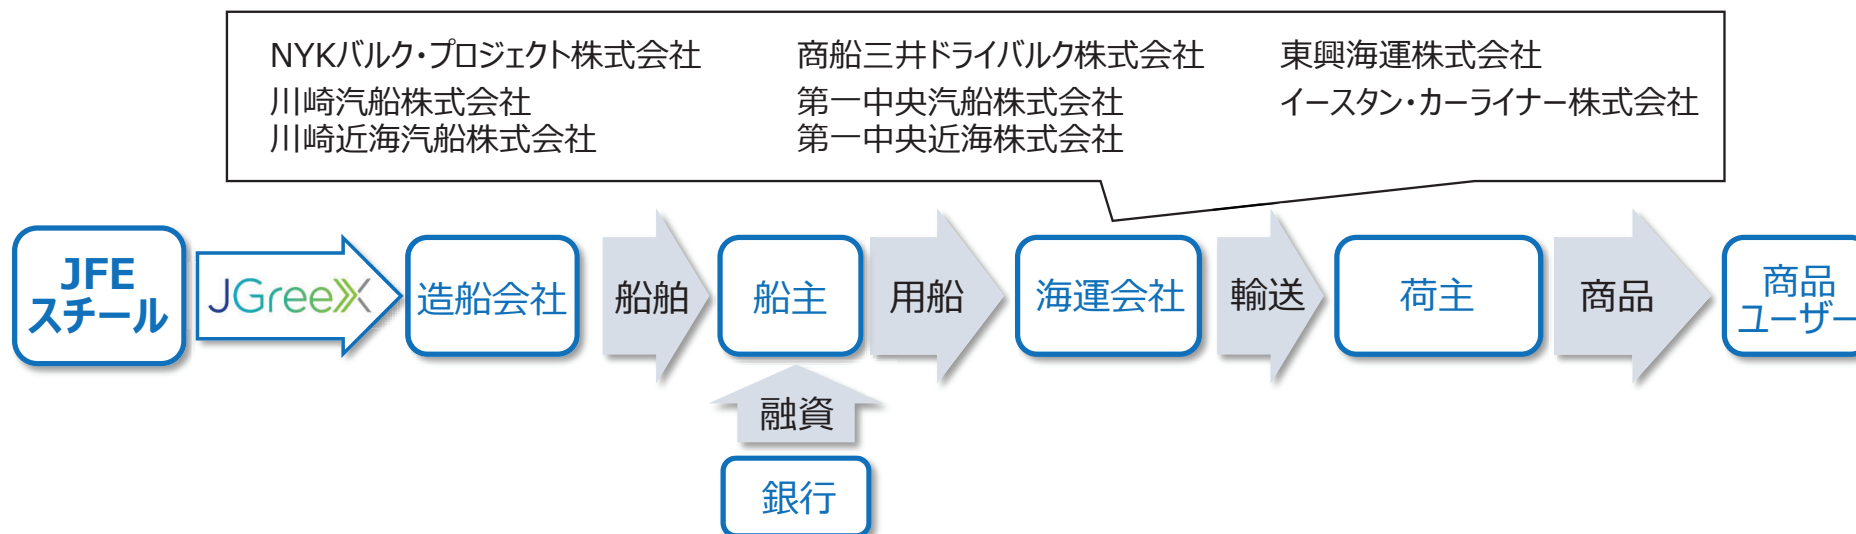 NYKバルク・プロジェクト株式会社
商船三井ドライバルク株式会社
東興海運株式会社
川崎汽船株式会社
第一中央汽船株式会社
イースタン・カーライナー株式会社
川崎近海汽船株式会社
第一中央近海株式会社
JFE
スチール
JGreeX
造船会社
船舶
船主
用船
海運会社
輸送
荷主
商品
商品
ユーザー
融資
銀行